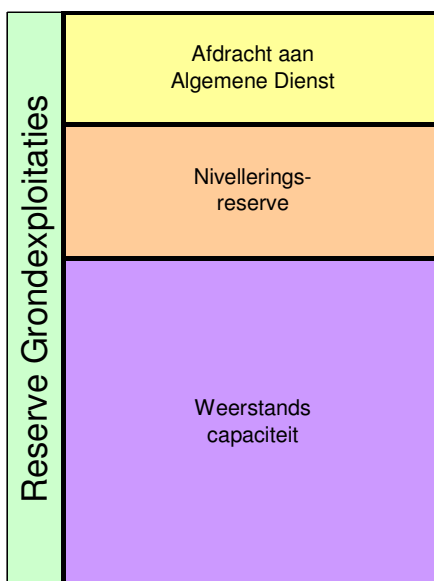 Reserve Grondexploitaties
Afdracht aan
Algemene Dienst
Nivellerings-
reserve
Weerstands
capaciteit